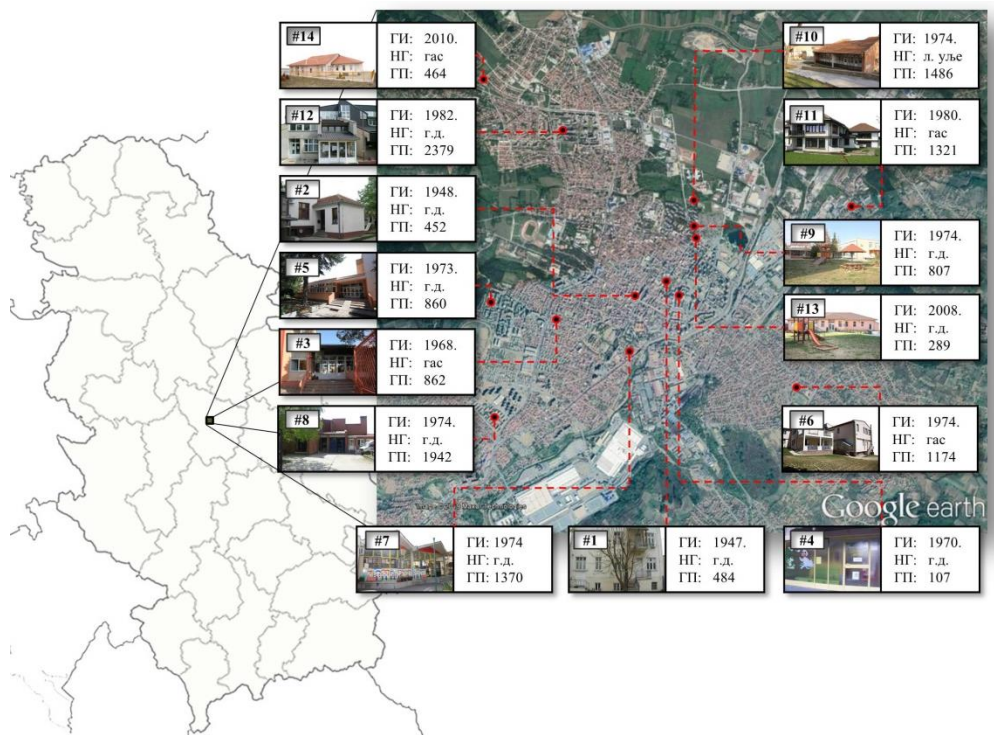 #14
ГИ: 2010.
НГ: гас
ГП: 464
#12
ГИ: 1982.
НГ: г.д.
ГП: 2379
#2
ГИ: 1948.
НГ: г.д.
ГП: 452
#5
ГИ: 1973.
НГ: г.д.
ГП: 860
#3
ГИ: 1968.
НГ: гас
ГП: 862
#8
ГИ: 1974.
НГ: г.д.
ГП: 1942
#10
ГИ: 1974.
НГ: л. уље
ГП: 1486
#11
ГИ: 1980.
НГ: гас
ГП: 1321
#9
ГИ: 1974.
НГ: г.д.
ГП: 807
#13
ГИ: 2008.
НГ: г.д.
ГП: 289
#6
ГИ: 1974.
НГ: гас
ГП: 1174
Google earth
#7
ГИ: 1974
НГ: г.д.
ГП: 1370
#1
ГИ: 1947.
НГ: г.д.
ГП: 484
#4
ГИ: 1970.
НГ: г.д.
ГП: 107